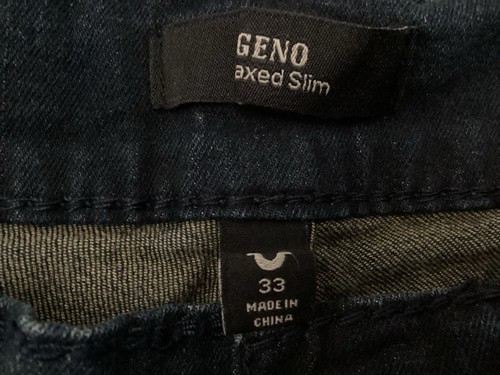 GENO
axed Slim
33
MADE IN
CHINA